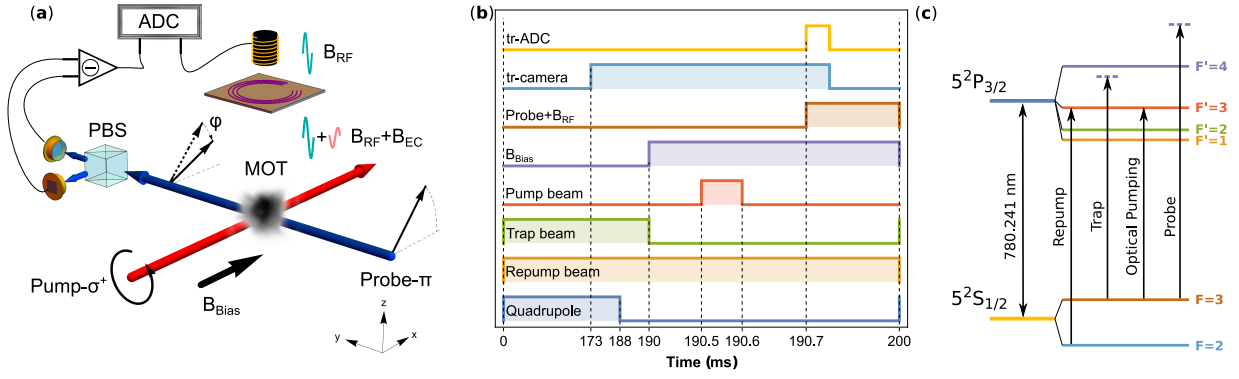 (a)
ADC
B_RF
PBS
φ
B_RF+B_EC
MOT
Pump-σ⁺
B_Bias
Probe-π
z
y
x
(b)
tr-ADC
tr-camera
Probe+B_RF
B_Bias
Pump beam
Trap beam
Repump beam
Quadrupole
0 173 188 190 190.5 190.6 190.7 200
Time (ms)
(c)
5²P₃/₂
F'=4
F'=3
F'=2
F'=1
780.241 nm
Repump
Trap
Optical Pumping
Probe
5²S₁/₂
F=3
F=2